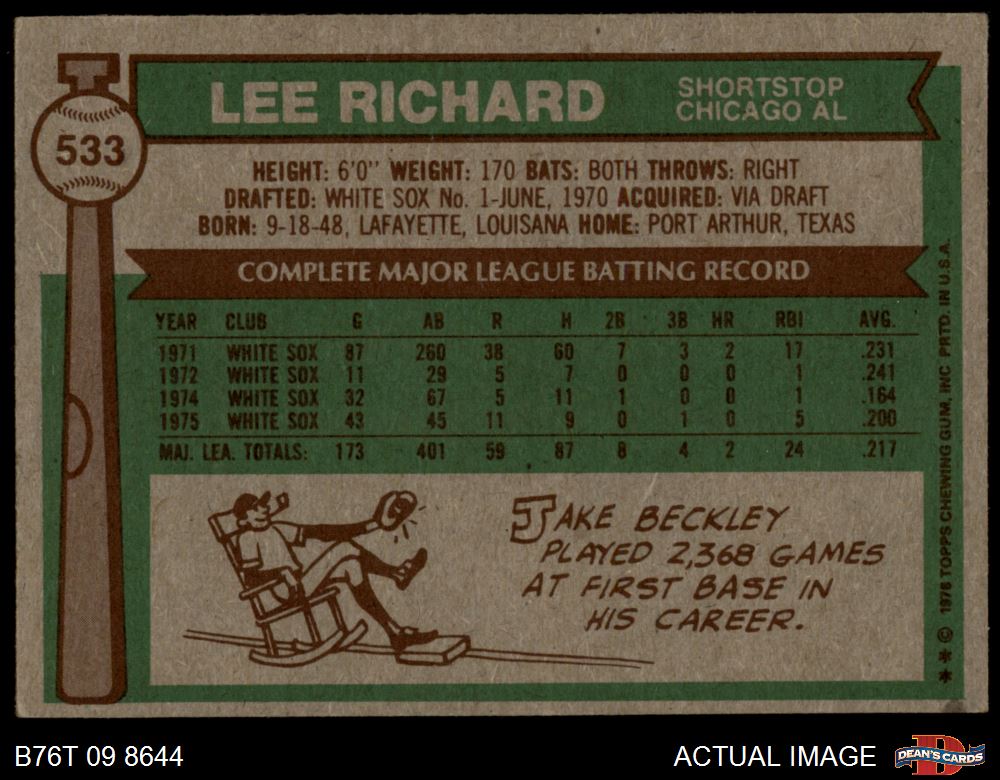 533
LEE RICHARD
SHORTSTOP
CHICAGO AL
HEIGHT: 6'0" WEIGHT: 170 BATS: BOTH THROWS: RIGHT
DRAFTED: WHITE SOX No. 1-JUNE, 1970 ACQUIRED: VIA DRAFT
BORN: 9-18-48, LAFAYETTE, LOUISANA HOME: PORT ARTHUR, TEXAS
COMPLETE MAJOR LEAGUE BATTING RECORD
YEAR CLUB G AB R H 2B 3B HR RBI AVG.
1971 WHITE SOX 87 260 38 60 7 3 2 17 .231
1972 WHITE SOX 11 29 5 7 0 0 0 1 .241
1974 WHITE SOX 32 67 5 11 1 0 0 1 .164
1975 WHITE SOX 43 45 11 9 0 1 0 5 .200
MAJ. LEA. TOTALS: 173 401 59 87 8 4 2 24 .217
JAKE BECKLEY
PLAYED 2,368 GAMES
AT FIRST BASE IN
HIS CAREER.
* * © 1976 TOPPS CHEWING GUM, INC PRTD. IN U.S.A.
B76T 09 8644
ACTUAL IMAGE
D
DEAN'S CARDS